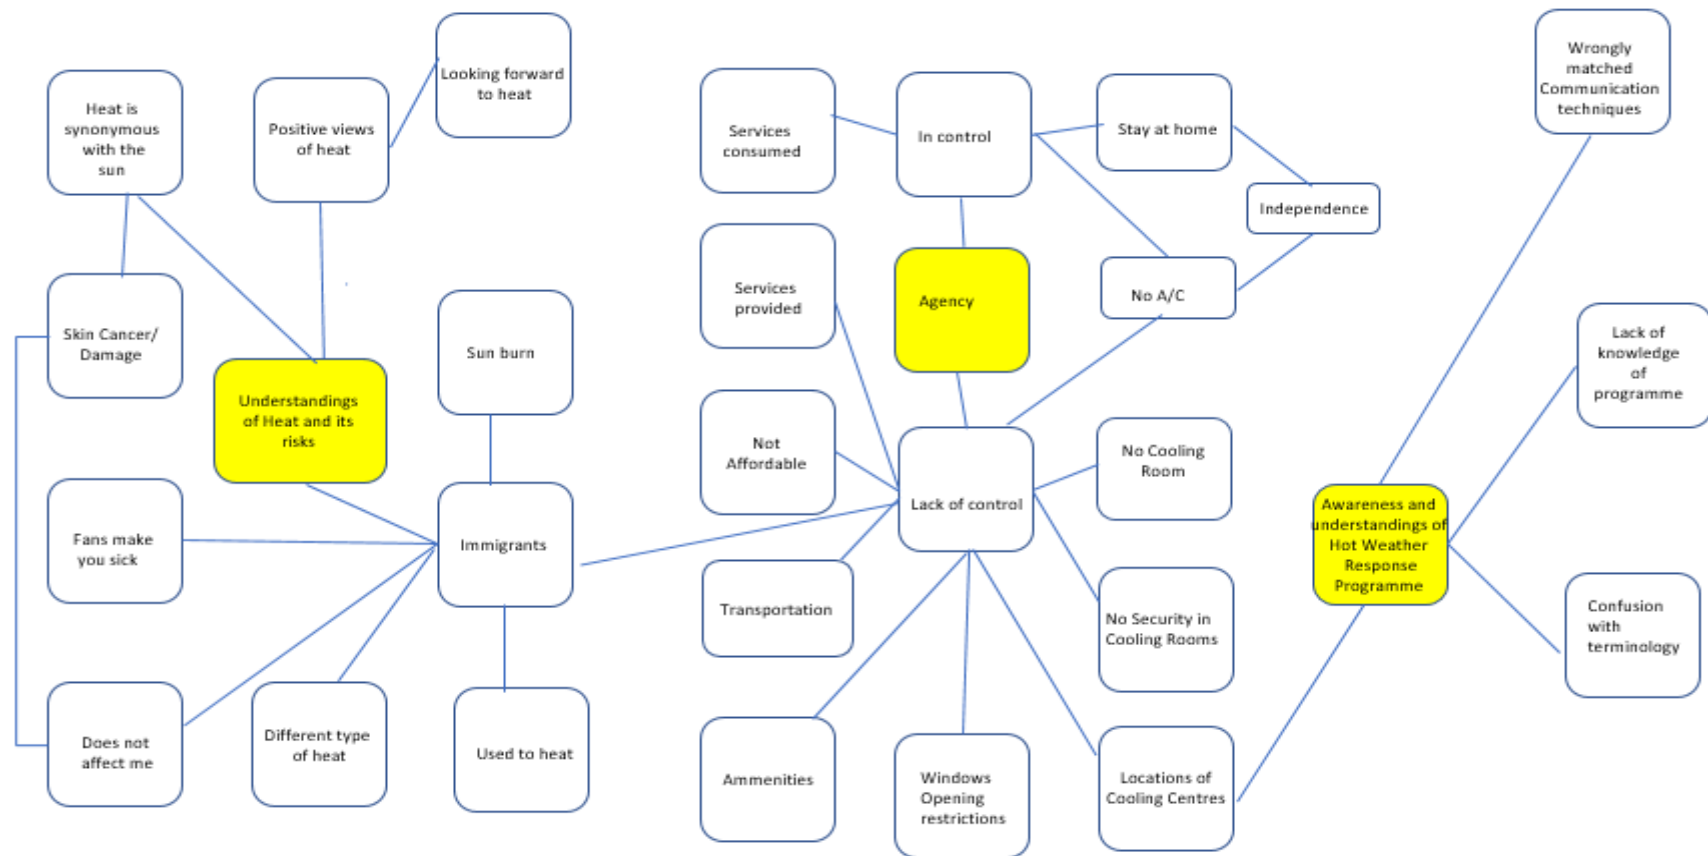 Looking forward
to heat
Wrongly
matched
Communication
techniques
Heat is
synonymous
with the
sun
Positive views
of heat
Services
consumed
In control
Stay at home
Independence
Services
provided
Agency
No A/C
Skin Cancer/
Damage
Sun burn
Lack of
knowledge
of
programme
Understandings
of Heat and its
risks
Not
Affordable
No Cooling
Room
Lack of control
Awareness and
understandings of
Hot Weather
Response
Programme
Fans make
you sick
Immigrants
Transportation
No Security in
Cooling Rooms
Confusion
with
terminology
Does not
affect me
Different type
of heat
Used to heat
Ammenities
Windows
Opening
restrictions
Locations of
Cooling Centres